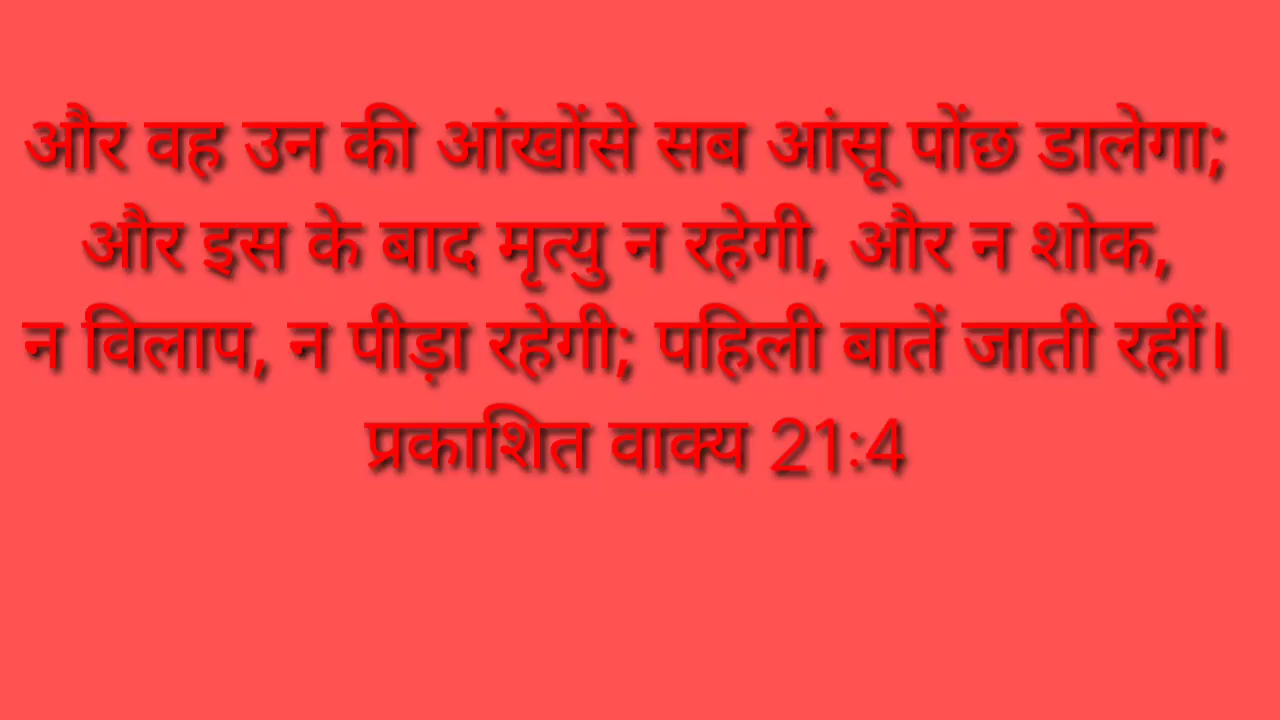 और वह उन की आंखोंसे सब आंसू पोंछ डालेगा;
और इस के बाद मृत्यु न रहेगी, और न शोक,
न विलाप, न पीड़ा रहेगी; पहिली बातें जाती रहीं।
प्रकाशित वाक्य 21:4